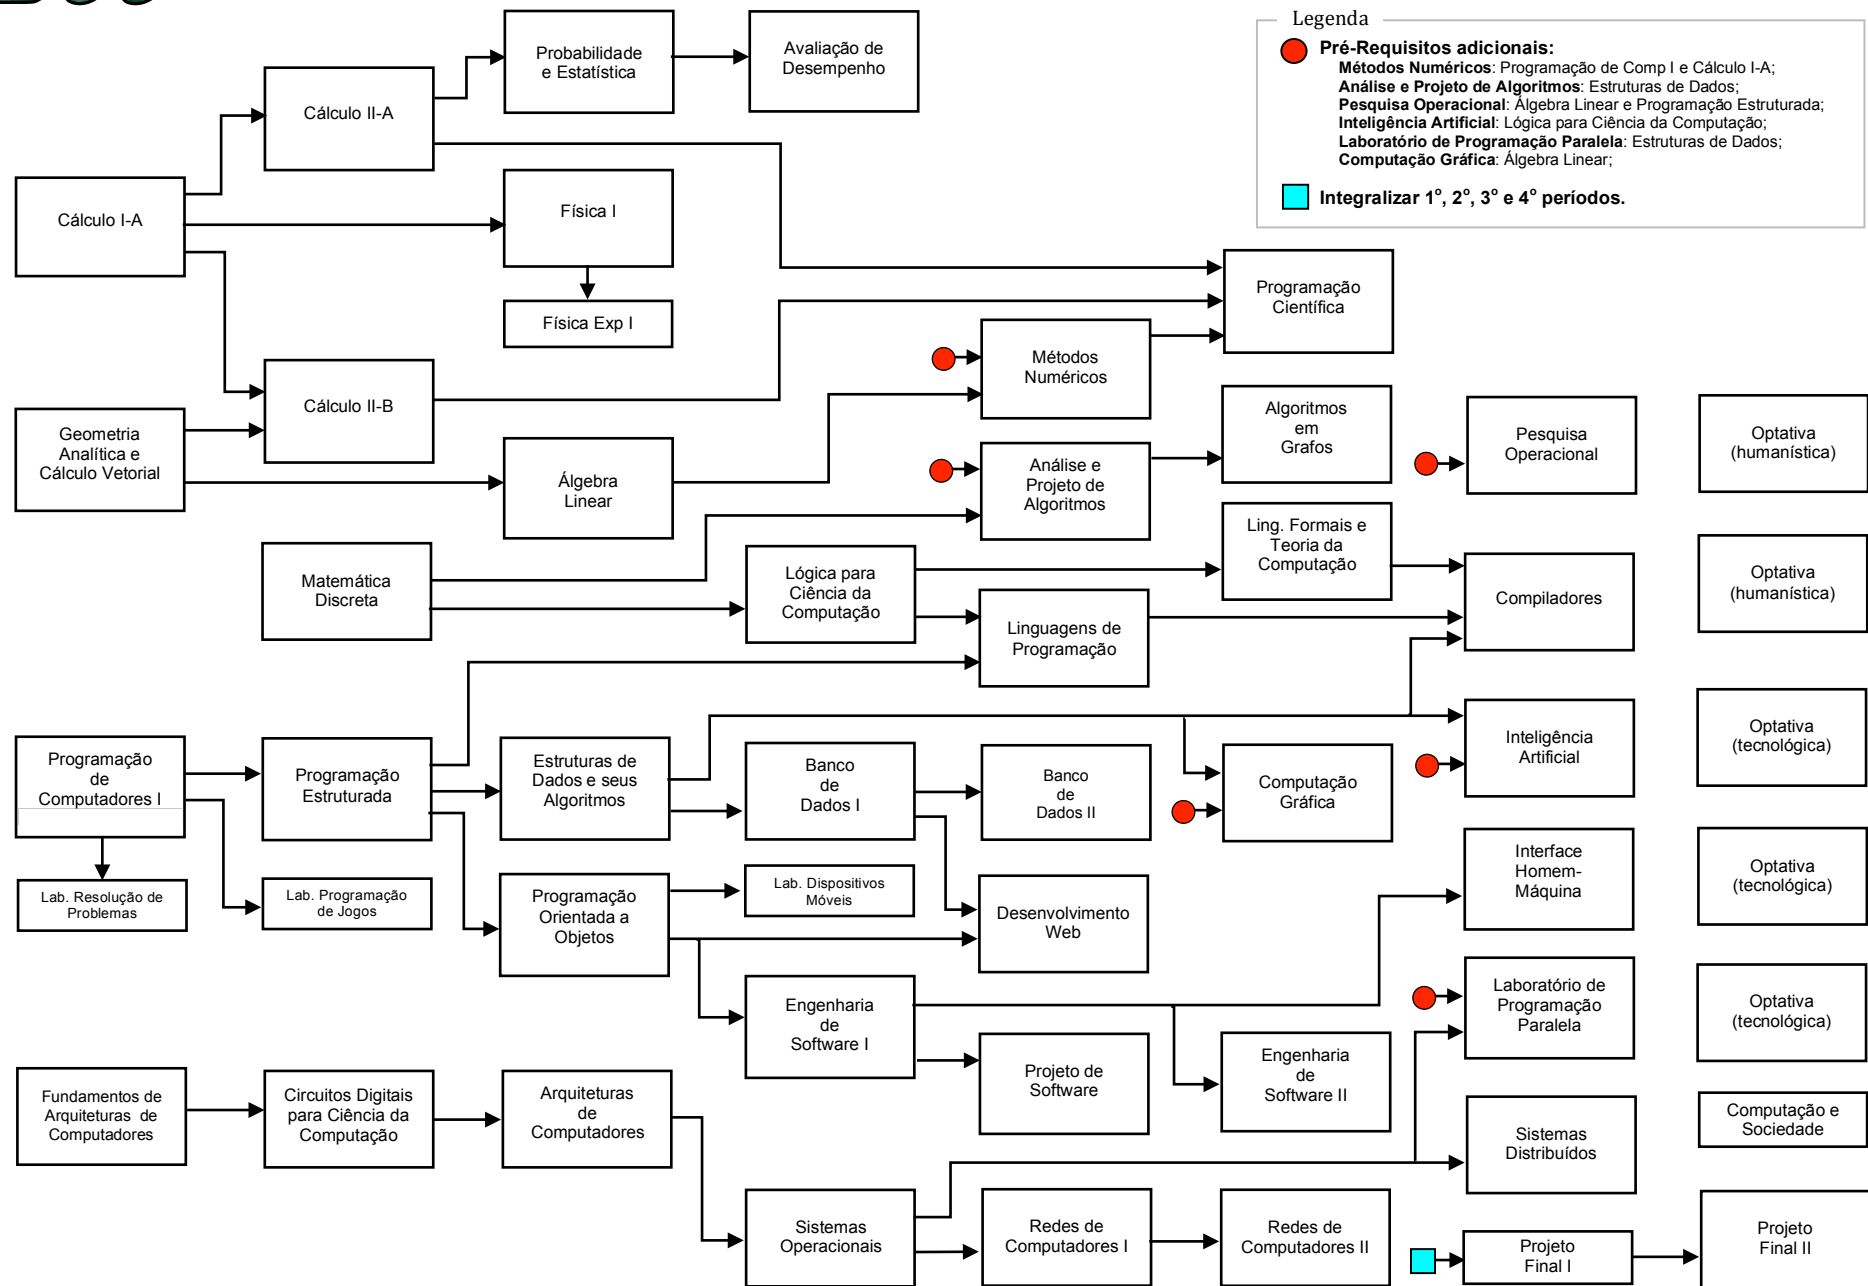 Legenda
Pré-Requisitos adicionais:
Métodos Numéricos: Programação de Comp I e Cálculo I-A;
Análise e Projeto de Algoritmos: Estruturas de Dados;
Pesquisa Operacional: Álgebra Linear e Programação Estruturada;
Inteligência Artificial: Lógica para Ciência da Computação;
Laboratório de Programação Paralela: Estruturas de Dados;
Computação Gráfica: Álgebra Linear;
Integralizar 1º, 2º, 3º e 4º períodos.
Cálculo I-A
Geometria
Analítica e
Cálculo Vetorial
Programação
de
Computadores I
Lab. Resolução de
Problemas
Fundamentos de
Arquiteturas de
Computadores
Cálculo II-A
Cálculo II-B
Matemática
Discreta
Programação
Estruturada
Lab. Programação
de Jogos
Circuitos Digitais
para Ciência da
Computação
Probabilidade
e Estatística
Física I
Física Exp I
Álgebra
Linear
Estruturas de
Dados e seus
Algoritmos
Programação
Orientada a
Objetos
Arquiteturas
de
Computadores
Avaliação de
Desempenho
Lógica para
Ciência da
Computação
Banco
de
Dados I
Lab. Dispositivos
Móveis
Engenharia
de
Software I
Sistemas
Operacionais
Métodos
Numéricos
Análise e
Projeto de
Algoritmos
Linguagens de
Programação
Banco
de
Dados II
Desenvolvimento
Web
Projeto de
Software
Redes de
Computadores I
Programação
Científica
Algoritmos
em
Grafos
Ling. Formais e
Teoria da
Computação
Computação
Gráfica
Engenharia
de
Software II
Redes de
Computadores II
Pesquisa
Operacional
Compiladores
Inteligência
Artificial
Interface
Homem-
Máquina
Laboratório de
Programação
Paralela
Sistemas
Distribuídos
Projeto
Final I
Optativa
(humanística)
Optativa
(humanística)
Optativa
(tecnológica)
Optativa
(tecnológica)
Optativa
(tecnológica)
Computação e
Sociedade
Projeto
Final II